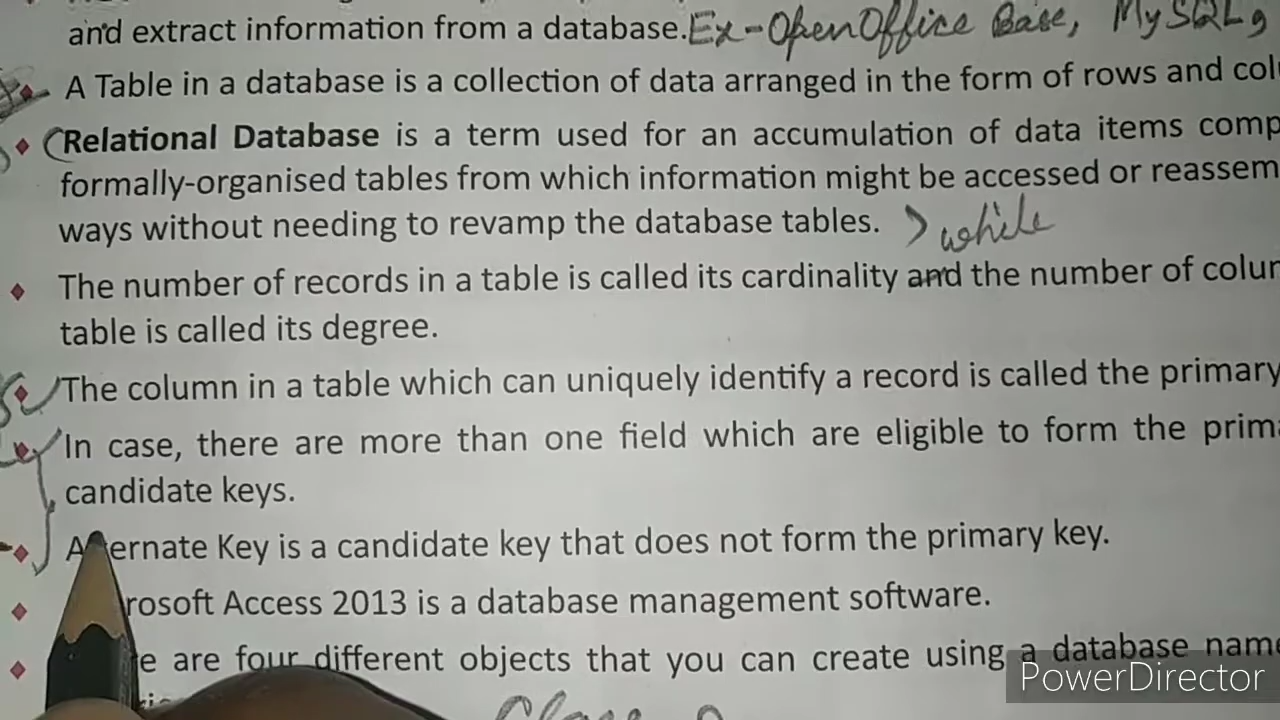 and extract information from a database. Ex-OpenOffice Base, MySQL,
A Table in a database is a collection of data arranged in the form of rows and col
Relational Database is a term used for an accumulation of data items comp
formally-organised tables from which information might be accessed or reassem
ways without needing to revamp the database tables. while
The number of records in a table is called its cardinality and the number of colu
table is called its degree.
The column in a table which can uniquely identify a record is called the primary
In case, there are more than one field which are eligible to form the prim
candidate keys.
A ernate Key is a candidate key that does not form the primary key.
rosoft Access 2013 is a database management software.
e are four different objects that you can create using a database nam
PowerDirector